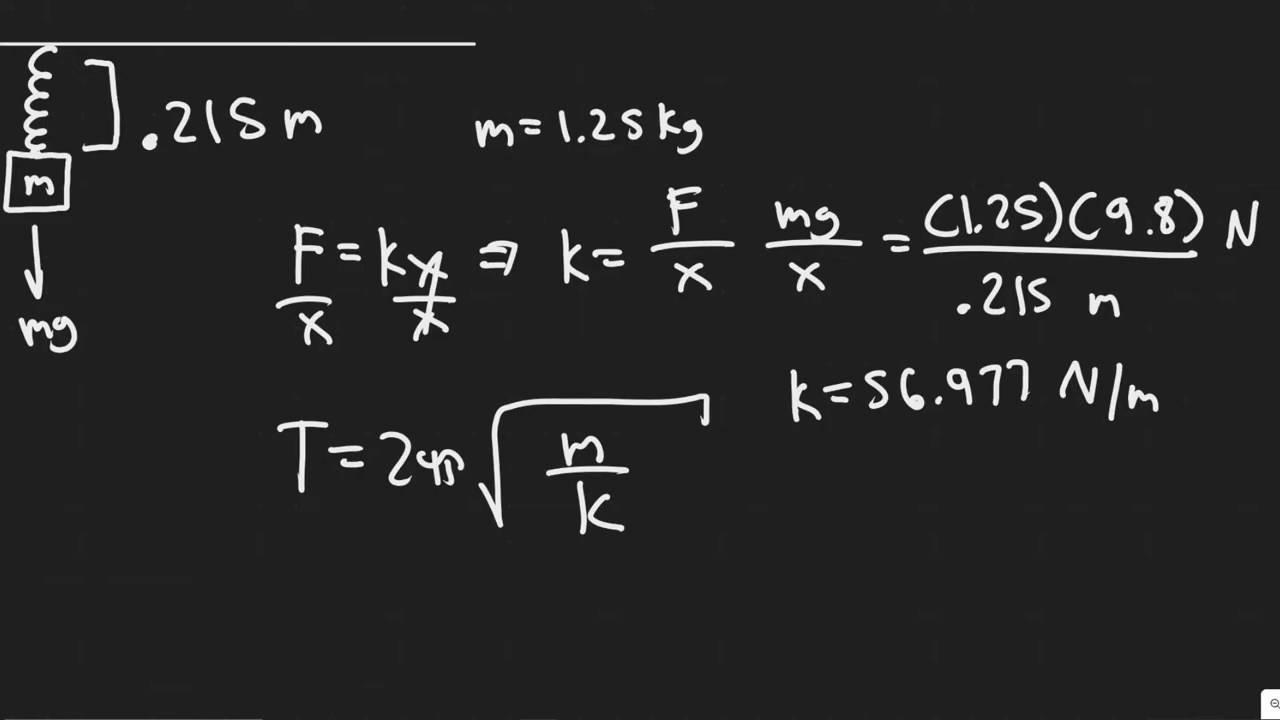 .215 m
m = 1.25 kg
m
mg
F/x = kx/x ⇒ k = F/x mg/x = (1.25)(9.8) N / .215 m
k = 56.977 N/m
T = 2π √(m/k)